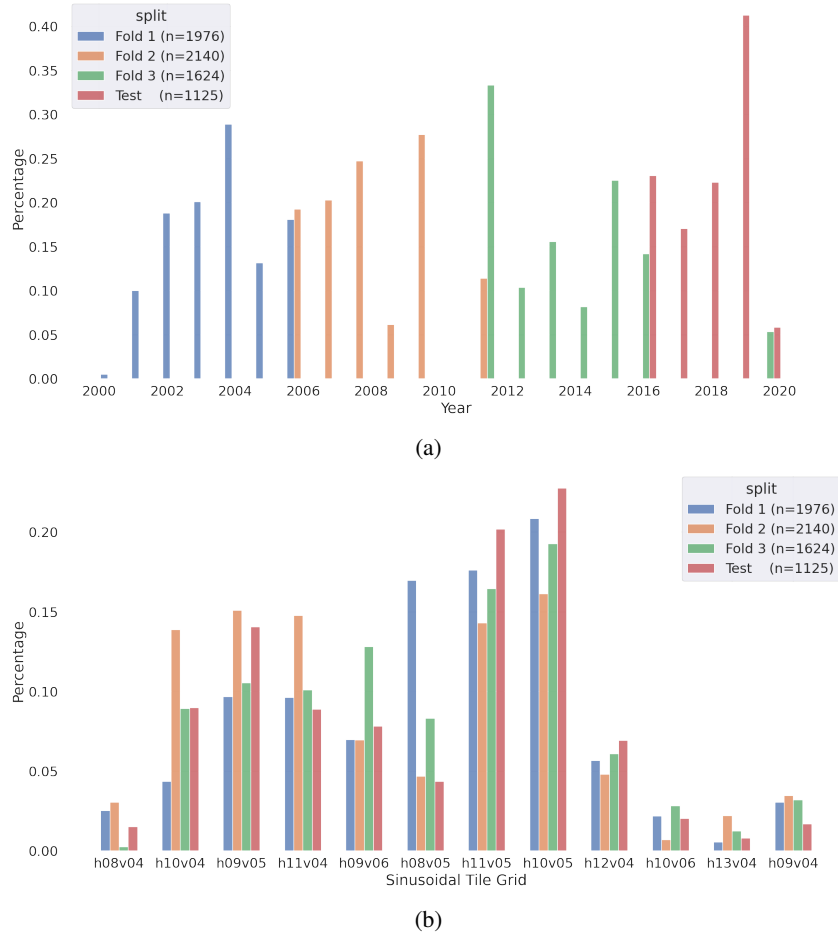 split
Fold 1 (n=1976)
Fold 2 (n=2140)
Fold 3 (n=1624)
Test (n=1125)
0.40
0.35
0.30
0.25
0.20
0.15
0.10
0.05
0.00
Percentage
2000 2002 2004 2006 2008 2010 2012 2014 2016 2018 2020
Year
(a)
split
Fold 1 (n=1976)
Fold 2 (n=2140)
Fold 3 (n=1624)
Test (n=1125)
0.20
0.15
0.10
0.05
0.00
Percentage
h08v04 h10v04 h09v05 h11v04 h09v06 h08v05 h11v05 h10v05 h12v04 h10v06 h13v04 h09v04
Sinusoidal Tile Grid
(b)